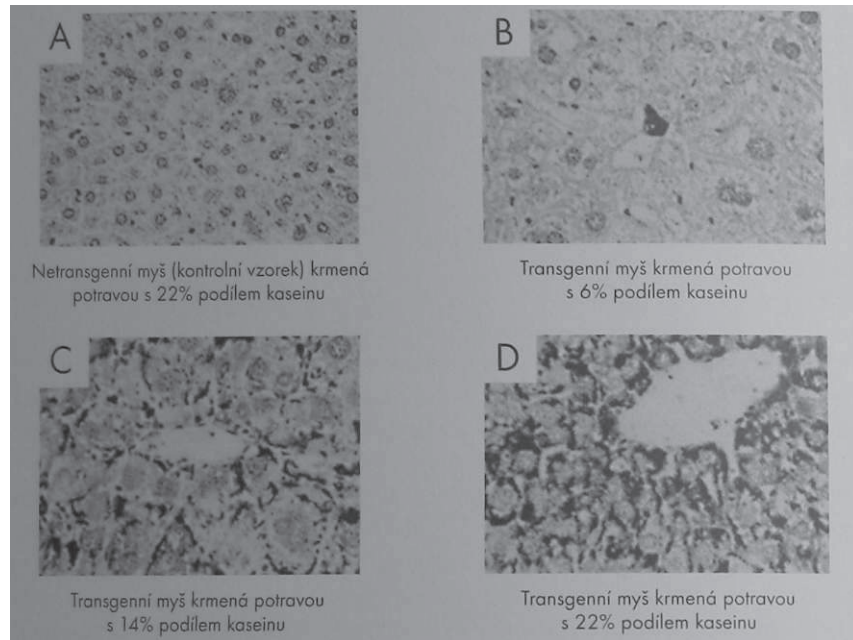 A
B
Netransgenní myš (kontrolní vzorek) krmená
potravou s 22% podílem kaseinu
Transgenní myš krmená potravou
s 6% podílem kaseinu
C
D
Transgenní myš krmená potravou
s 14% podílem kaseinu
Transgenní myš krmená potravou
s 22% podílem kaseinu